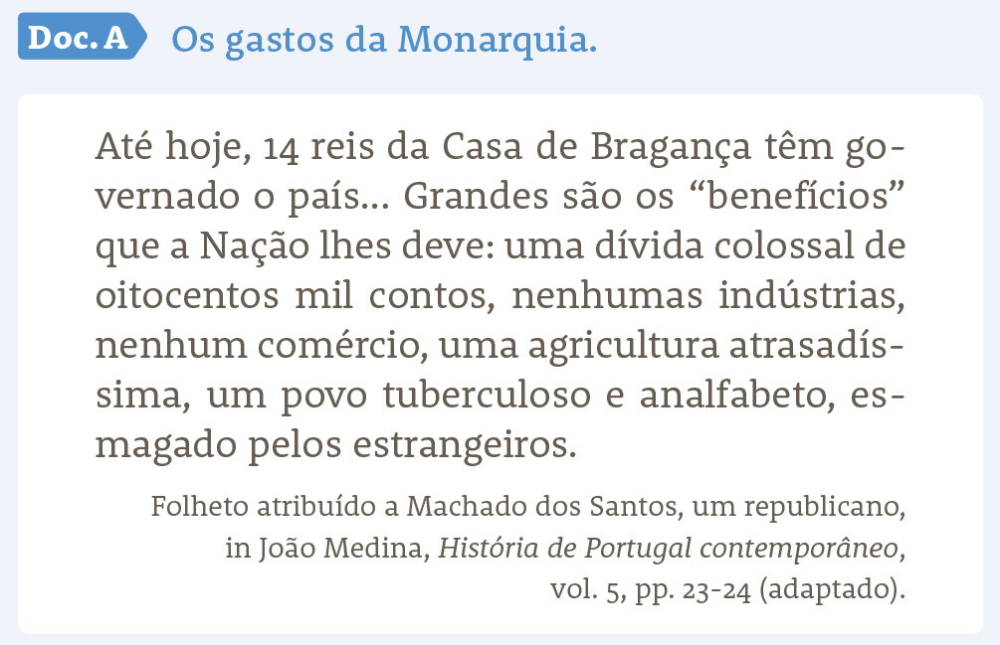 Doc. A Os gastos da Monarquia.
Até hoje, 14 reis da Casa de Bragança têm go-
vernado o país... Grandes são os “benefícios”
que a Nação lhes deve: uma dívida colossal de
oitocentos mil contos, nenhumas indústrias,
nenhum comércio, uma agricultura atrasadís-
sima, um povo tuberculoso e analfabeto, es-
magado pelos estrangeiros.
Folheto atribuído a Machado dos Santos, um republicano,
in João Medina, História de Portugal contemporâneo,
vol. 5, pp. 23-24 (adaptado).